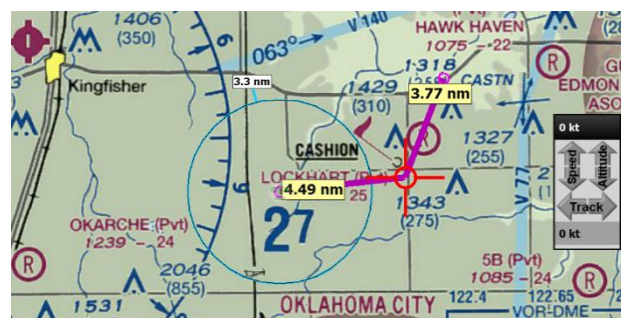 1406
(350)
V 140
HAWK HAVEN
1075 - 22
063°
6
Kingfisher
3.3 nm
1429
(310)
1318
CASTN
3.77 nm
R
EDMON
ASO
0 kt
CASHION
R
1327
(255)
Speed
Altitude
Track
0 kt
LOCKHART (Pvt)
25
4.49 nm
9
1343
(275)
V 77
27
OKARCHE (Pvt)
1239 - 24
R
2046
(855)
5B (Pvt)
1085 - 24
R
1531
OKLAHOMA CITY
122.4
122.65
122
VOR-DME